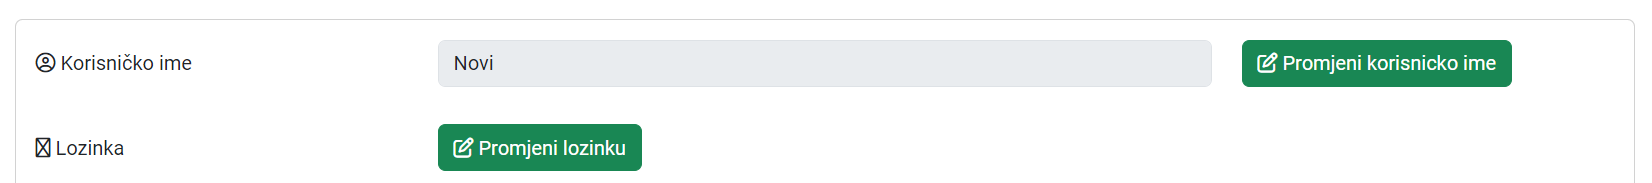 Korisničko ime
Novi
Promjeni korisnicko ime
Lozinka
Promjeni lozinku